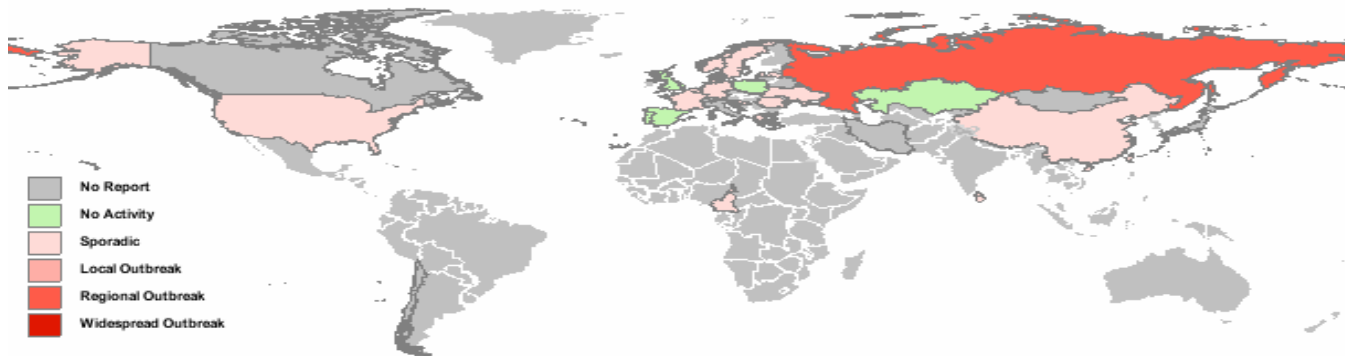 No Report
No Activity
Sporadic
Local Outbreak
Regional Outbreak
Widespread Outbreak